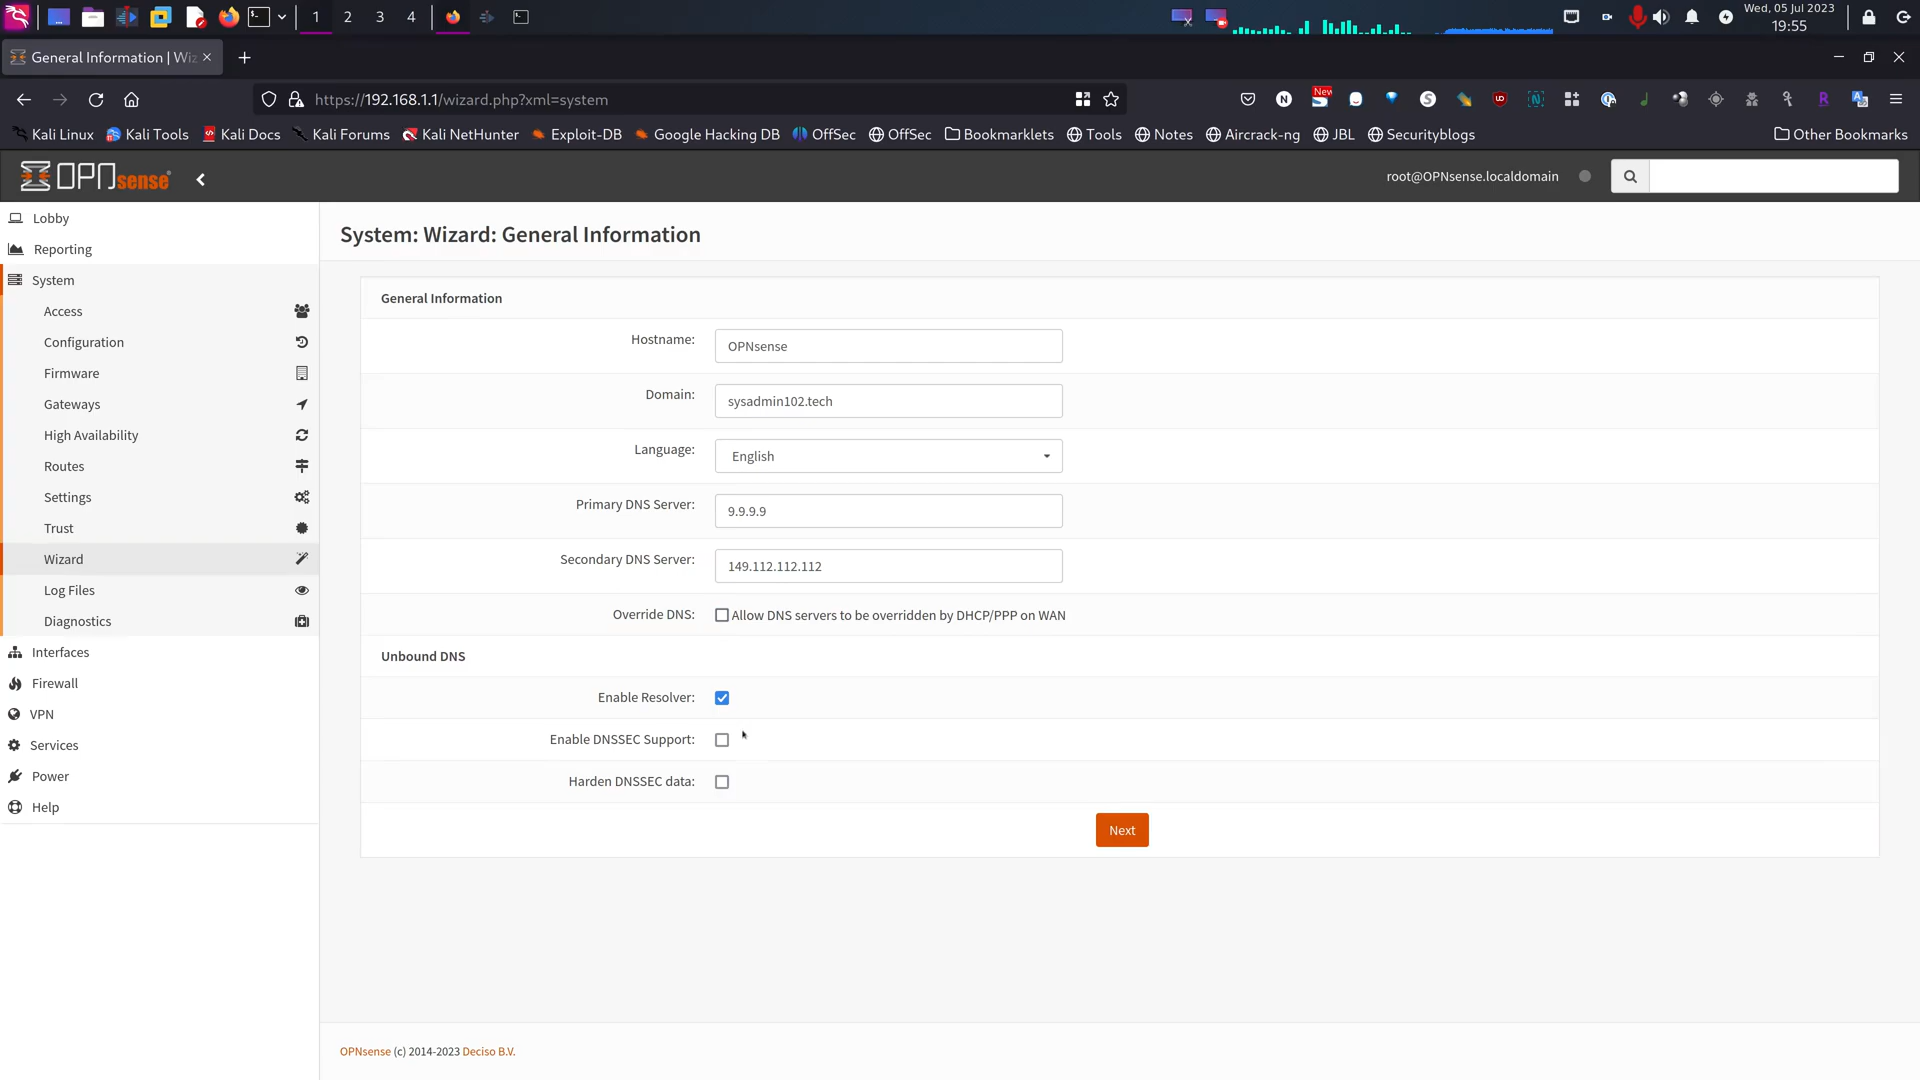 1 2 3 4
Wed, 05 Jul 2023
19:55
General Information | Wiz
https://192.168.1.1/wizard.php?xml=system
New
Kali Linux Kali Tools Kali Docs Kali Forums Kali NetHunter Exploit-DB Google Hacking DB OffSec OffSec Bookmarklets Tools Notes Aircrack-ng JBL Securityblogs Other Bookmarks
OPNsense
root@OPNsense.localdomain
Lobby
Reporting
System
Access
Configuration
Firmware
Gateways
High Availability
Routes
Settings
Trust
Wizard
Log Files
Diagnostics
Interfaces
Firewall
VPN
Services
Power
Help
System: Wizard: General Information
General Information
Hostname: OPNsense
Domain: sysadmin102.tech
Language: English
Primary DNS Server: 9.9.9.9
Secondary DNS Server: 149.112.112.112
Override DNS: Allow DNS servers to be overridden by DHCP/PPP on WAN
Unbound DNS
Enable Resolver:
Enable DNSSEC Support:
Harden DNSSEC data:
Next
OPNsense (c) 2014-2023 Deciso B.V.